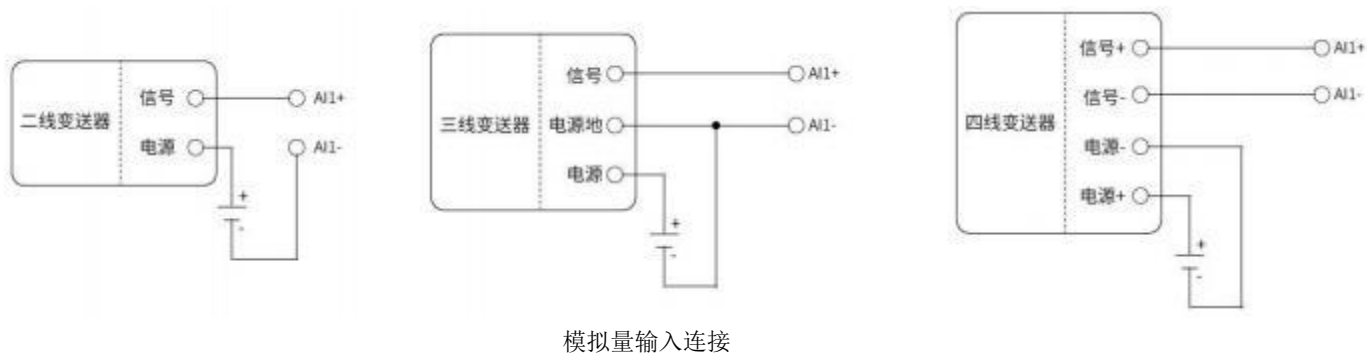 二线变送器
信号
AI1+
电源
AI1-
+
-
三线变送器
信号
AI1+
电源地
AI1-
电源
+
-
四线变送器
信号+
AI1+
信号-
AI1-
电源-
电源+
+
-
模拟量输入连接